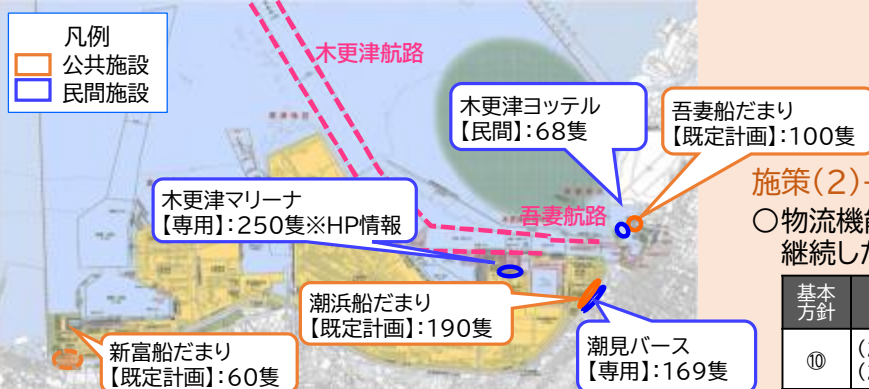 凡例
公共施設
民間施設
木更津航路
木更津ヨッテル
【民間】:68隻
吾妻船だまり
【既定計画】:100隻
木更津マリーナ
【専用】:250隻※HP情報
吾妻航路
潮浜船だまり
【既定計画】:190隻
新富船だまり
【既定計画】:60隻
潮見バース
【専用】:169隻
施策(2)-
○物流機能
継続した
基本
方針
⑩